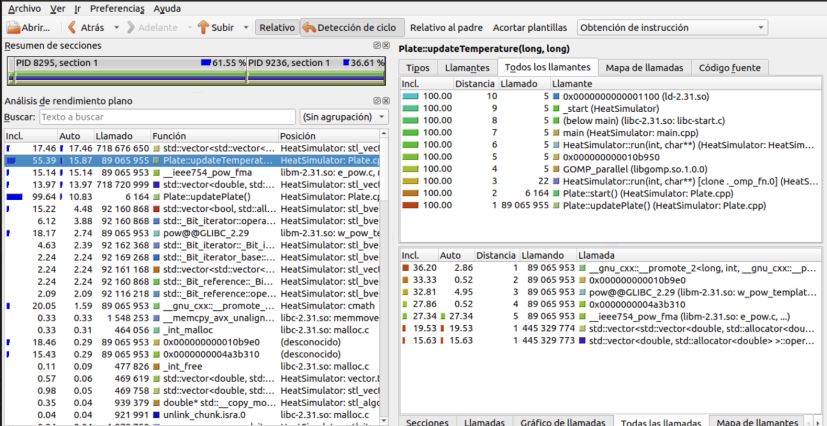 Archivo Ver Ir Preferencias Ayuda
Abrir... Atrás Adelante Subir Relativo Detección de ciclo Relativo al padre Acortar plantillas Obtención de instrucción
Resumen de secciones
PID 8295, section 1 61.55 % PID 9236, section 1 36.61 %
Análisis de rendimiento plano
Buscar: Texto a buscar (Sin agrupación)
Incl. Auto Llamado Función Posición
17.46 17.46 718 676 650 std::vector<std::vector<... HeatSimulator: stl_vect
55.39 15.87 89 065 955 Plate::updateTemperat... HeatSimulator: Plate.cp
15.14 15.14 89 065 953 __ieee754_pow_fma libm-2.31.so: e_pow.c,
13.97 13.97 718 720 999 std::vector<double, std:... HeatSimulator: stl_vect
99.64 10.83 6 164 Plate::updatePlate() HeatSimulator: Plate.c
15.22 4.48 92 160 868 std::vector<bool, std::all... HeatSimulator: stl_bve
6.12 3.88 92 160 868 std::_Bit_iterator::opera... HeatSimulator: stl_bve
18.17 2.74 89 065 953 pow@@GLIBC_2.29 libm-2.31.so: w_pow_te
4.63 2.39 92 162 368 std::_Bit_iterator::_Bit_i... HeatSimulator: stl_bve
2.24 2.24 92 169 268 std::_Bit_iterator_base::... HeatSimulator: stl_bve
2.24 2.24 92 161 168 std::vector<std::vector<... HeatSimulator: stl_vect
2.24 2.24 92 160 868 std::_Bit_reference::_Bi... HeatSimulator: stl_bve
2.09 2.09 92 116 218 std::_Bit_reference::ope... HeatSimulator: stl_bve
20.05 1.59 89 065 953 __gnu_cxx::__promote_... HeatSimulator: cmath
0.33 0.33 1 548 253 __memcpy_avx_unalign... libc-2.31.so: memmove
0.33 0.31 464 056 _int_malloc libc-2.31.so: malloc.c
18.46 0.29 89 065 953 0x000000000010b9e0 (desconocido)
15.43 0.29 89 065 953 0x00000000004a3b310 (desconocido)
0.11 0.09 477 826 _int_free libc-2.31.so: malloc.c
0.57 0.06 469 619 std::vector<double, std:... HeatSimulator: vector.
0.98 0.05 469 758 std::vector<double, std:... HeatSimulator: stl_vect
0.35 0.04 939 379 double* std::__copy_mo... HeatSimulator: stl_algo
0.04 0.04 921 991 unlink_chunk.isra.0 libc-2.31.so: malloc.c
Plate::updateTemperature(long, long)
Tipos Llamantes Todos los llamantes Mapa de llamadas Código fuente
Incl. Distancia Llamado Llamante
100.00 10 5 0x0000000000001100 (ld-2.31.so)
100.00 9 5 _start (HeatSimulator)
100.00 8 5 (below main) (libc-2.31.so: libc-start.c)
100.00 7 5 main (HeatSimulator: main.cpp)
100.00 6 5 HeatSimulator::run(int, char**) (HeatSimulator: HeatSim...
100.00 5 5 0x000000000010b950
100.00 4 5 GOMP_parallel (libgomp.so.1.0.0)
100.00 3 22 HeatSimulator::run(int, char**) [clone ._omp_fn.0] (HeatS...
100.00 2 6 164 Plate::start() (HeatSimulator: Plate.cpp)
100.00 1 89 065 955 Plate::updatePlate() (HeatSimulator: Plate.cpp)
Incl. Auto Distancia Llamando Llamada
36.20 2.86 1 89 065 953 __gnu_cxx::__promote_2<long, int, __gnu_cxx::__p...
33.33 0.52 2 89 065 953 0x000000000010b9e0
32.81 4.95 3 89 065 953 pow@@GLIBC_2.29 (libm-2.31.so: w_pow_templat...
27.86 0.52 4 89 065 953 0x0000000004a3b310
27.34 27.34 5 89 065 953 __ieee754_pow_fma (libm-2.31.so: e_pow.c, ...)
19.53 19.53 1 445 329 774 std::vector<std::vector<double, std::allocator<dou...
15.63 15.63 1 445 329 773 std::vector<double, std::allocator<double> >::oper...
Secciones Llamadas Gráfico de llamadas Todas las llamadas Mapa de llamantes